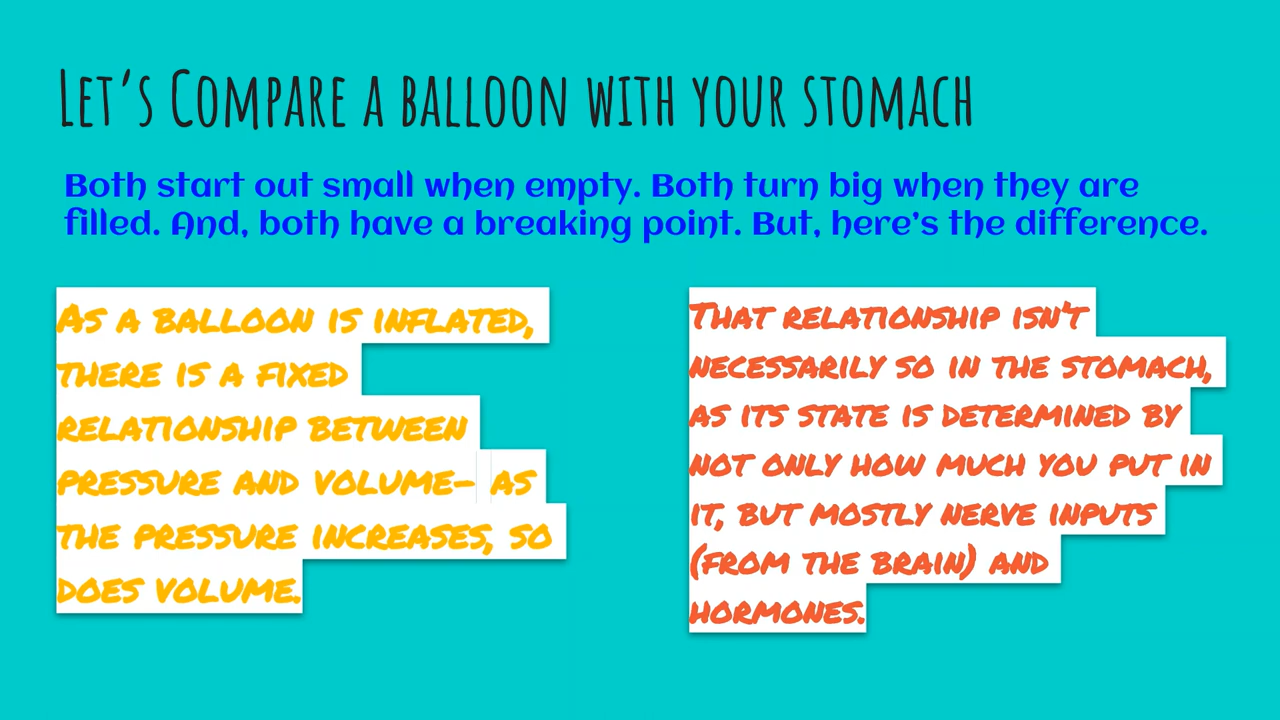 Let's Compare a balloon with your stomach
Both start out small when empty. Both turn big when they are
filled. And, both have a breaking point. But, here's the difference.
As a balloon is inflated,
there is a fixed
relationship between
pressure and volume- as
the pressure increases, so
does volume.
That relationship isn't
necessarily so in the stomach,
as its state is determined by
not only how much you put in
it, but mostly nerve inputs
(from the brain) and
hormones.